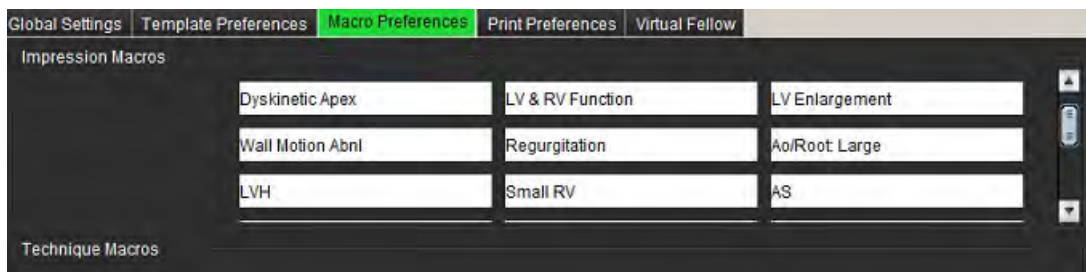 Global Settings Template Preferences Macro Preferences Print Preferences Virtual Fellow
Impression Macros
Dyskinetic Apex LV & RV Function LV Enlargement
Wall Motion Abnl Regurgitation Ao/Root: Large
LVH Small RV AS
Technique Macros